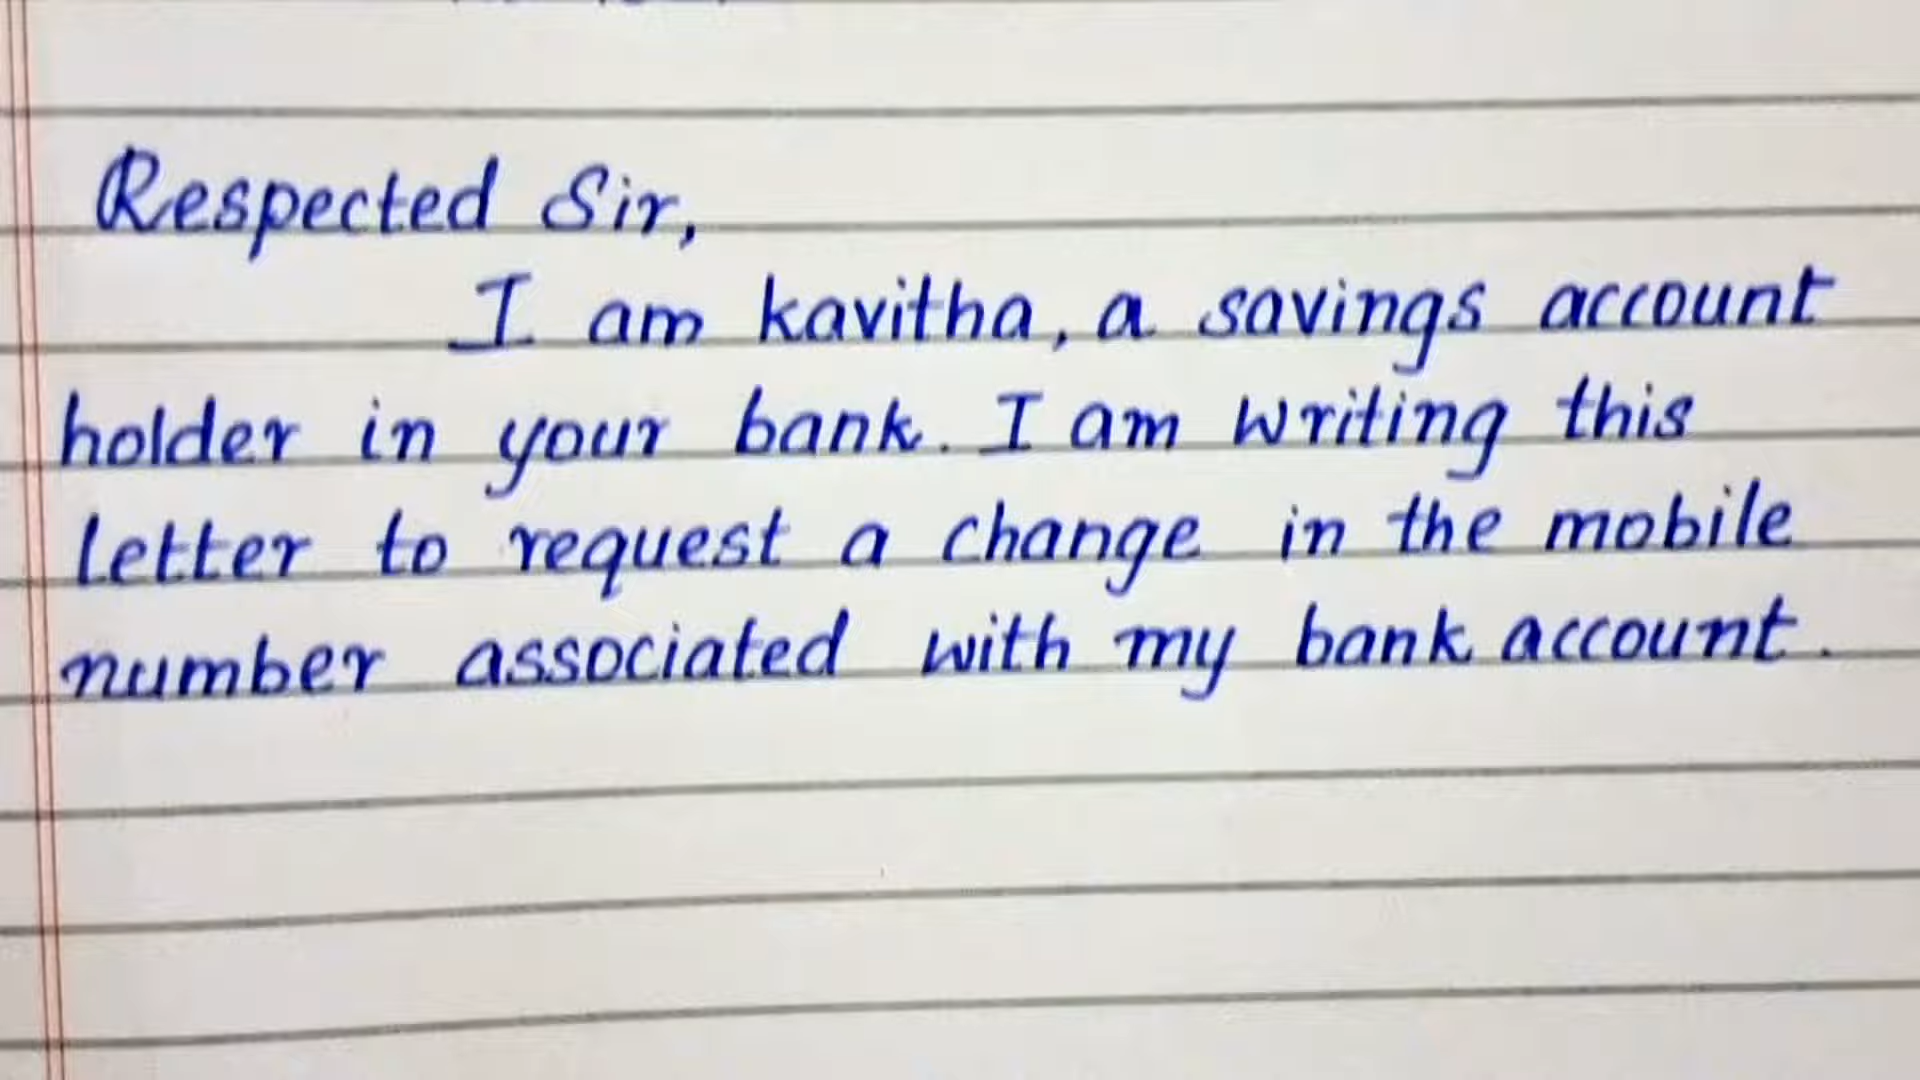 Respected Sir,
I am kavitha, a savings account
holder in your bank. I am writing this
letter to request a change in the mobile
number associated with my bank account.